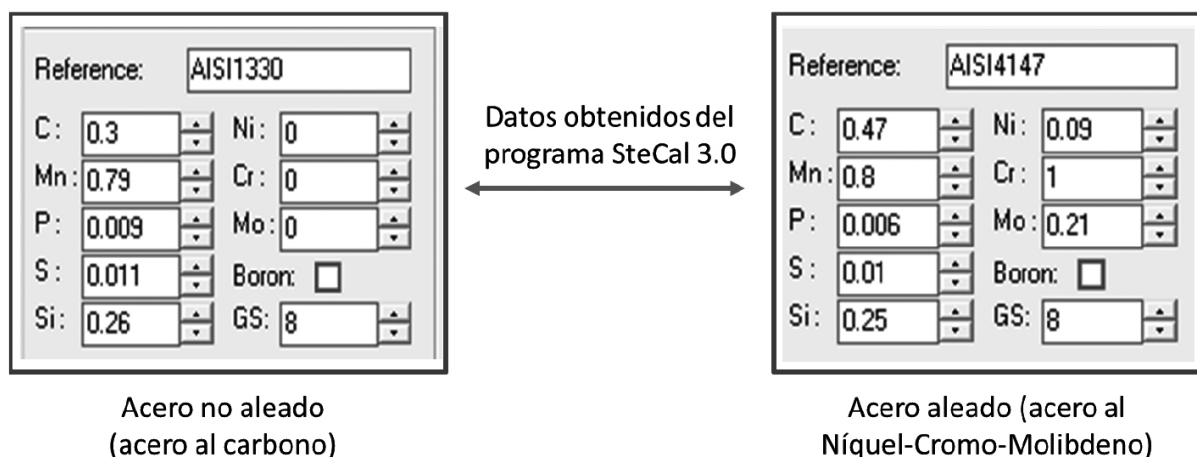 Reference: AISI1330
C: 0.3 Ni: 0
Mn: 0.79 Cr: 0
P: 0.009 Mo: 0
S: 0.011 Boron:
Si: 0.26 GS: 8
Acero no aleado
(acero al carbono)
Datos obtenidos del
programa SteCal 3.0
Reference: AISI4147
C: 0.47 Ni: 0.09
Mn: 0.8 Cr: 1
P: 0.006 Mo: 0.21
S: 0.01 Boron:
Si: 0.25 GS: 8
Acero aleado (acero al
Níquel-Cromo-Molibdeno)